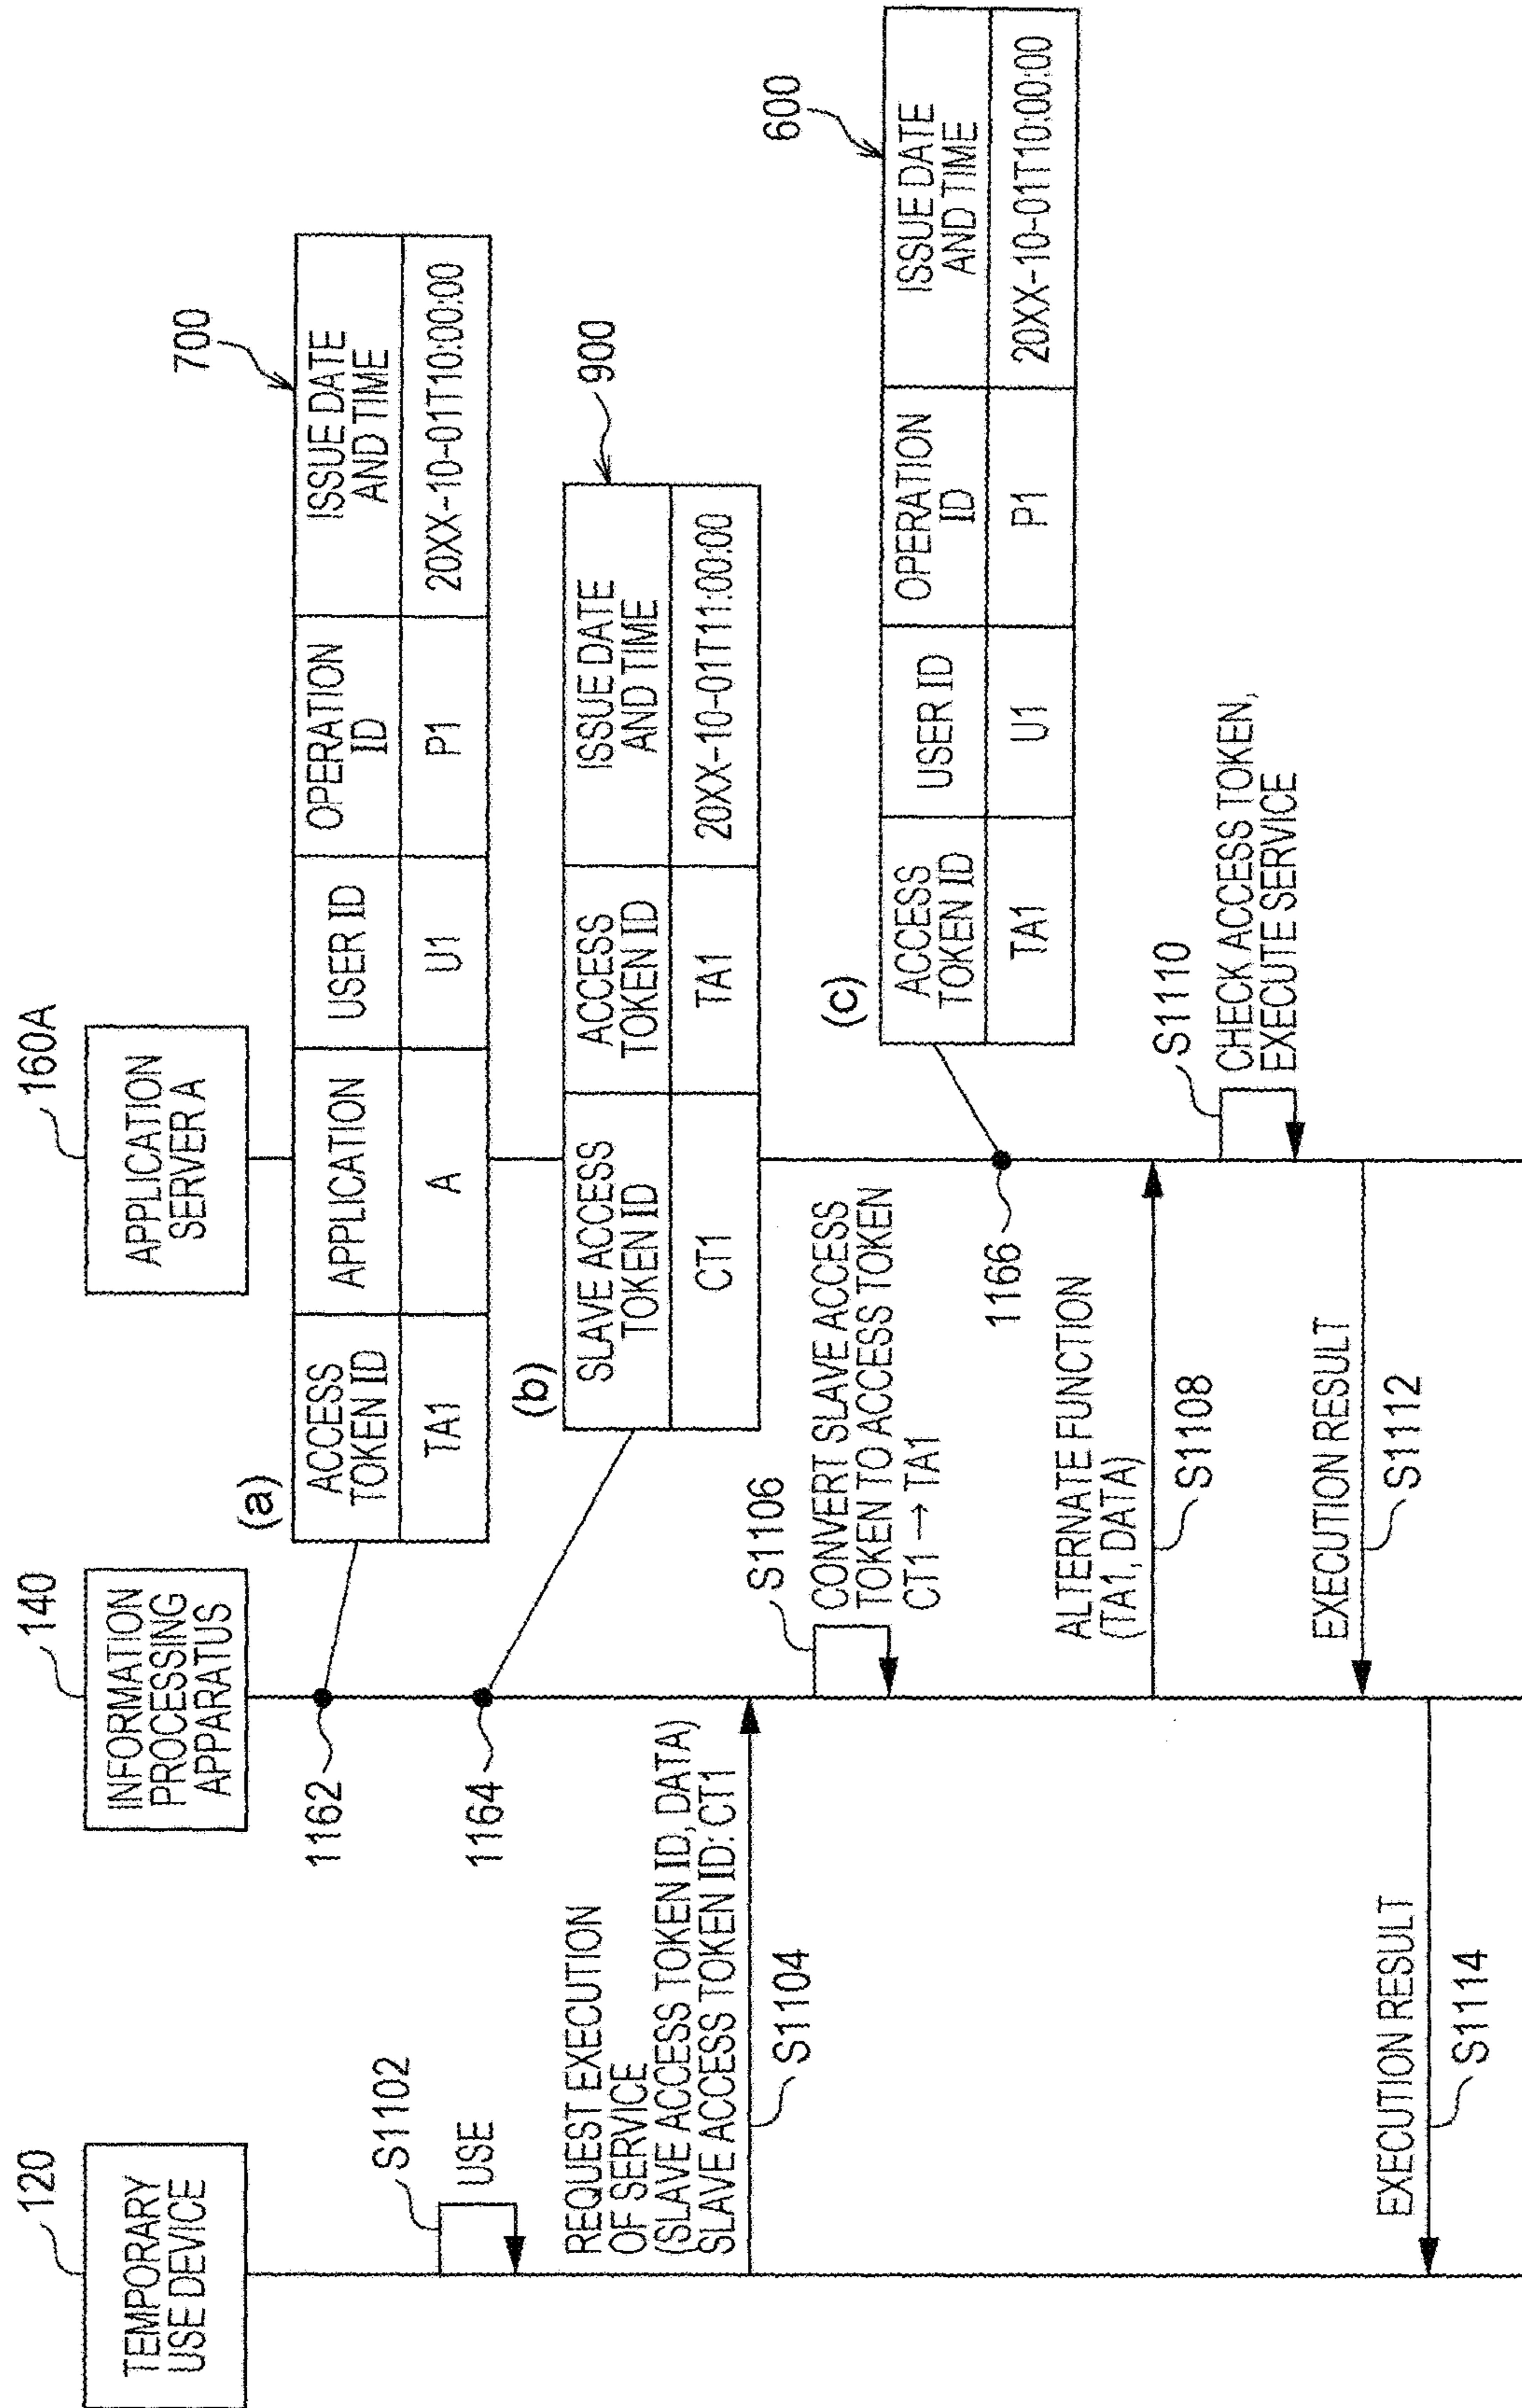 120
TEMPORARY
USE DEVICE
140
INFORMATION
PROCESSING
APPARATUS
160A
APPLICATION
SERVER A
1162
(a)
700
ACCESS
TOKEN ID
APPLICATION
USER ID
OPERATION
ID
ISSUE DATE
AND TIME
TA1
A
U1
P1
20XX-10-01T10:00:00
S1102
USE
1164
(b)
900
SLAVE ACCESS
TOKEN ID
ACCESS
TOKEN ID
ISSUE DATE
AND TIME
CT1
TA1
20XX-10-01T11:00:00
REQUEST EXECUTION
OF SERVICE
(SLAVE ACCESS TOKEN ID, DATA)
SLAVE ACCESS TOKEN ID: CT1
S1104
S1106
CONVERT SLAVE ACCESS
TOKEN TO ACCESS TOKEN
CT1 → TA1
(c)
600
ACCESS
TOKEN ID
USER ID
OPERATION
ID
ISSUE DATE
AND TIME
TA1
U1
P1
20XX-10-01T10:00:00
1166
ALTERNATE FUNCTION
(TA1, DATA)
S1108
S1110
CHECK ACCESS TOKEN,
EXECUTE SERVICE
EXECUTION RESULT
S1112
EXECUTION RESULT
S1114